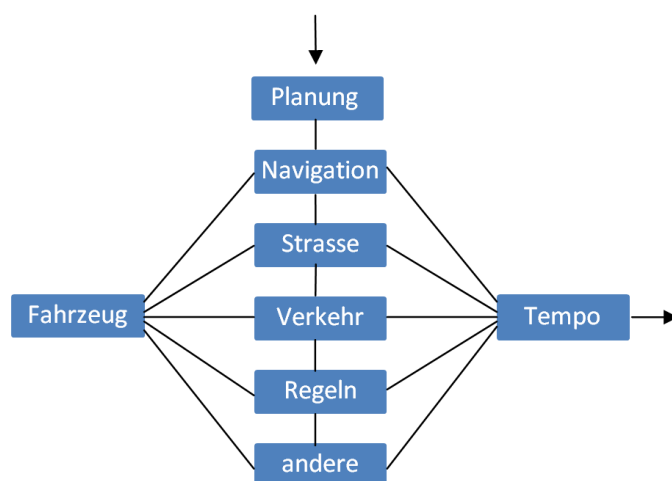 Planung
Navigation
Strasse
Fahrzeug
Verkehr
Tempo
Regeln
andere